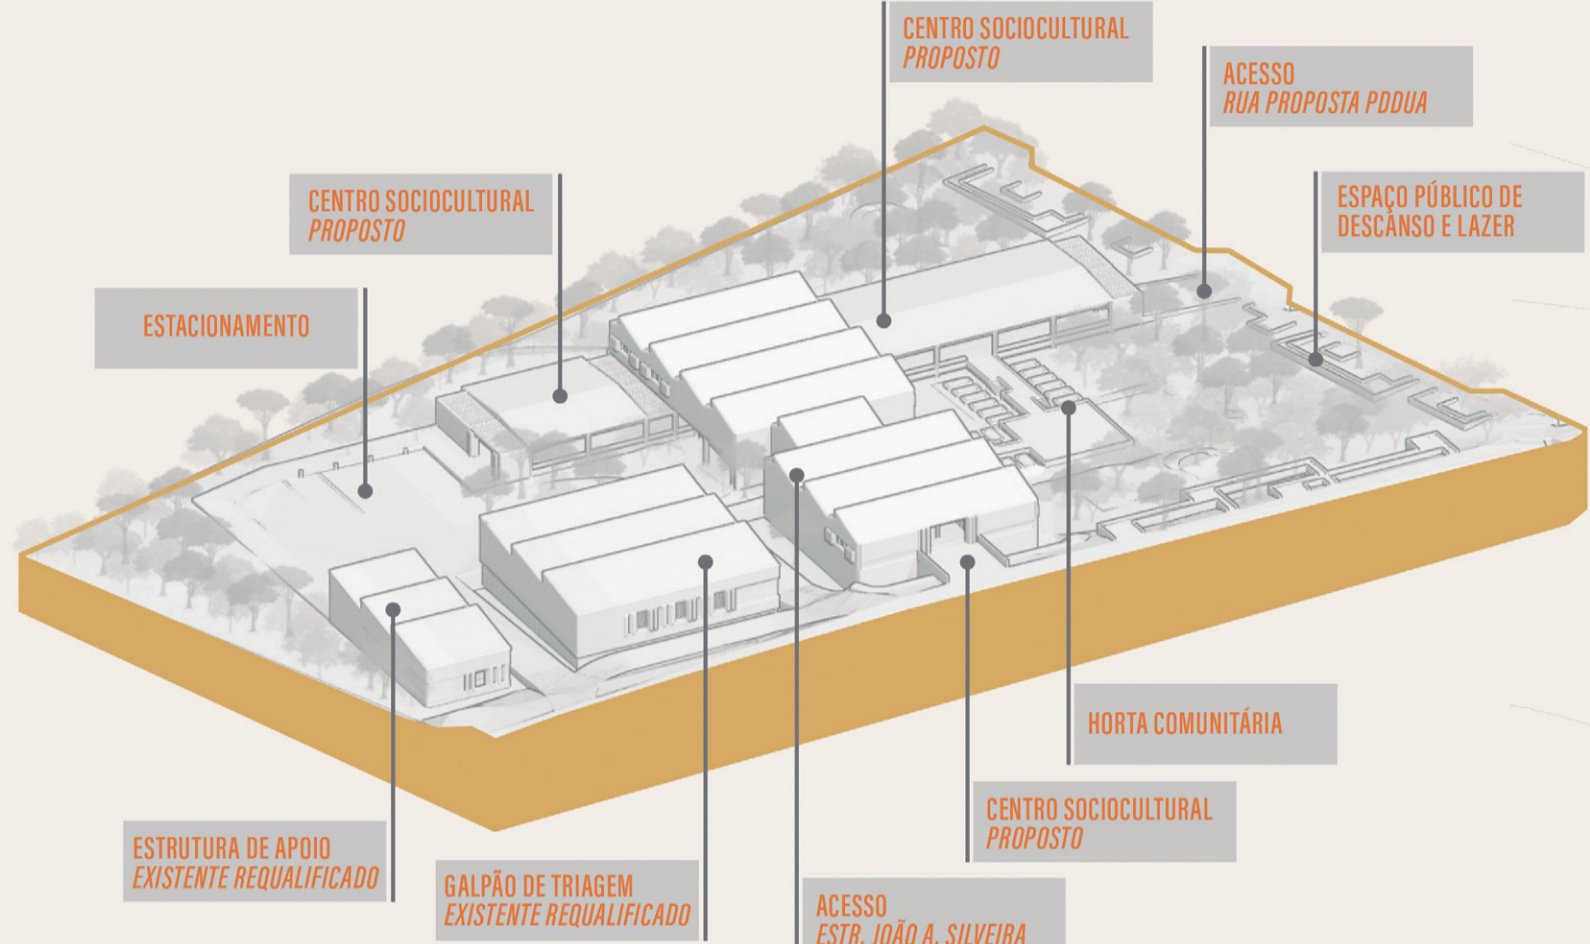 CENTRO SOCIOCULTURAL
PROPOSTO
ACESSO
RUA PROPOSTA PDDUA
CENTRO SOCIOCULTURAL
PROPOSTO
ESPAÇO PÚBLICO DE
DESCANSO E LAZER
ESTACIONAMENTO
HORTA COMUNITÁRIA
CENTRO SOCIOCULTURAL
PROPOSTO
ESTRUTURA DE APOIO
EXISTENTE REQUALIFICADO
GALPÃO DE TRIAGEM
EXISTENTE REQUALIFICADO
ACESSO
ESTR. JOÃO A. SILVEIRA